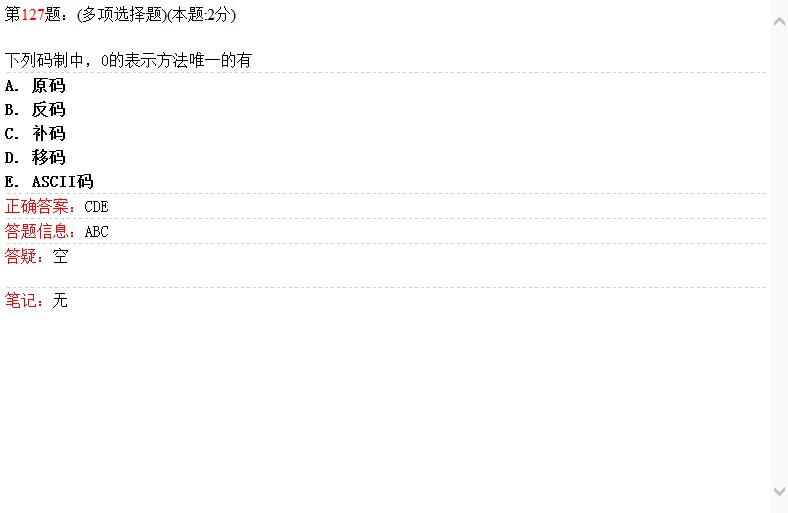 第127题：(多项选择题)(本题:2分)
下列码制中，0的表示方法唯一的有
A. 原码
B. 反码
C. 补码
D. 移码
E. ASCII码
正确答案：CDE
答题信息：ABC
答疑：空
笔记：无